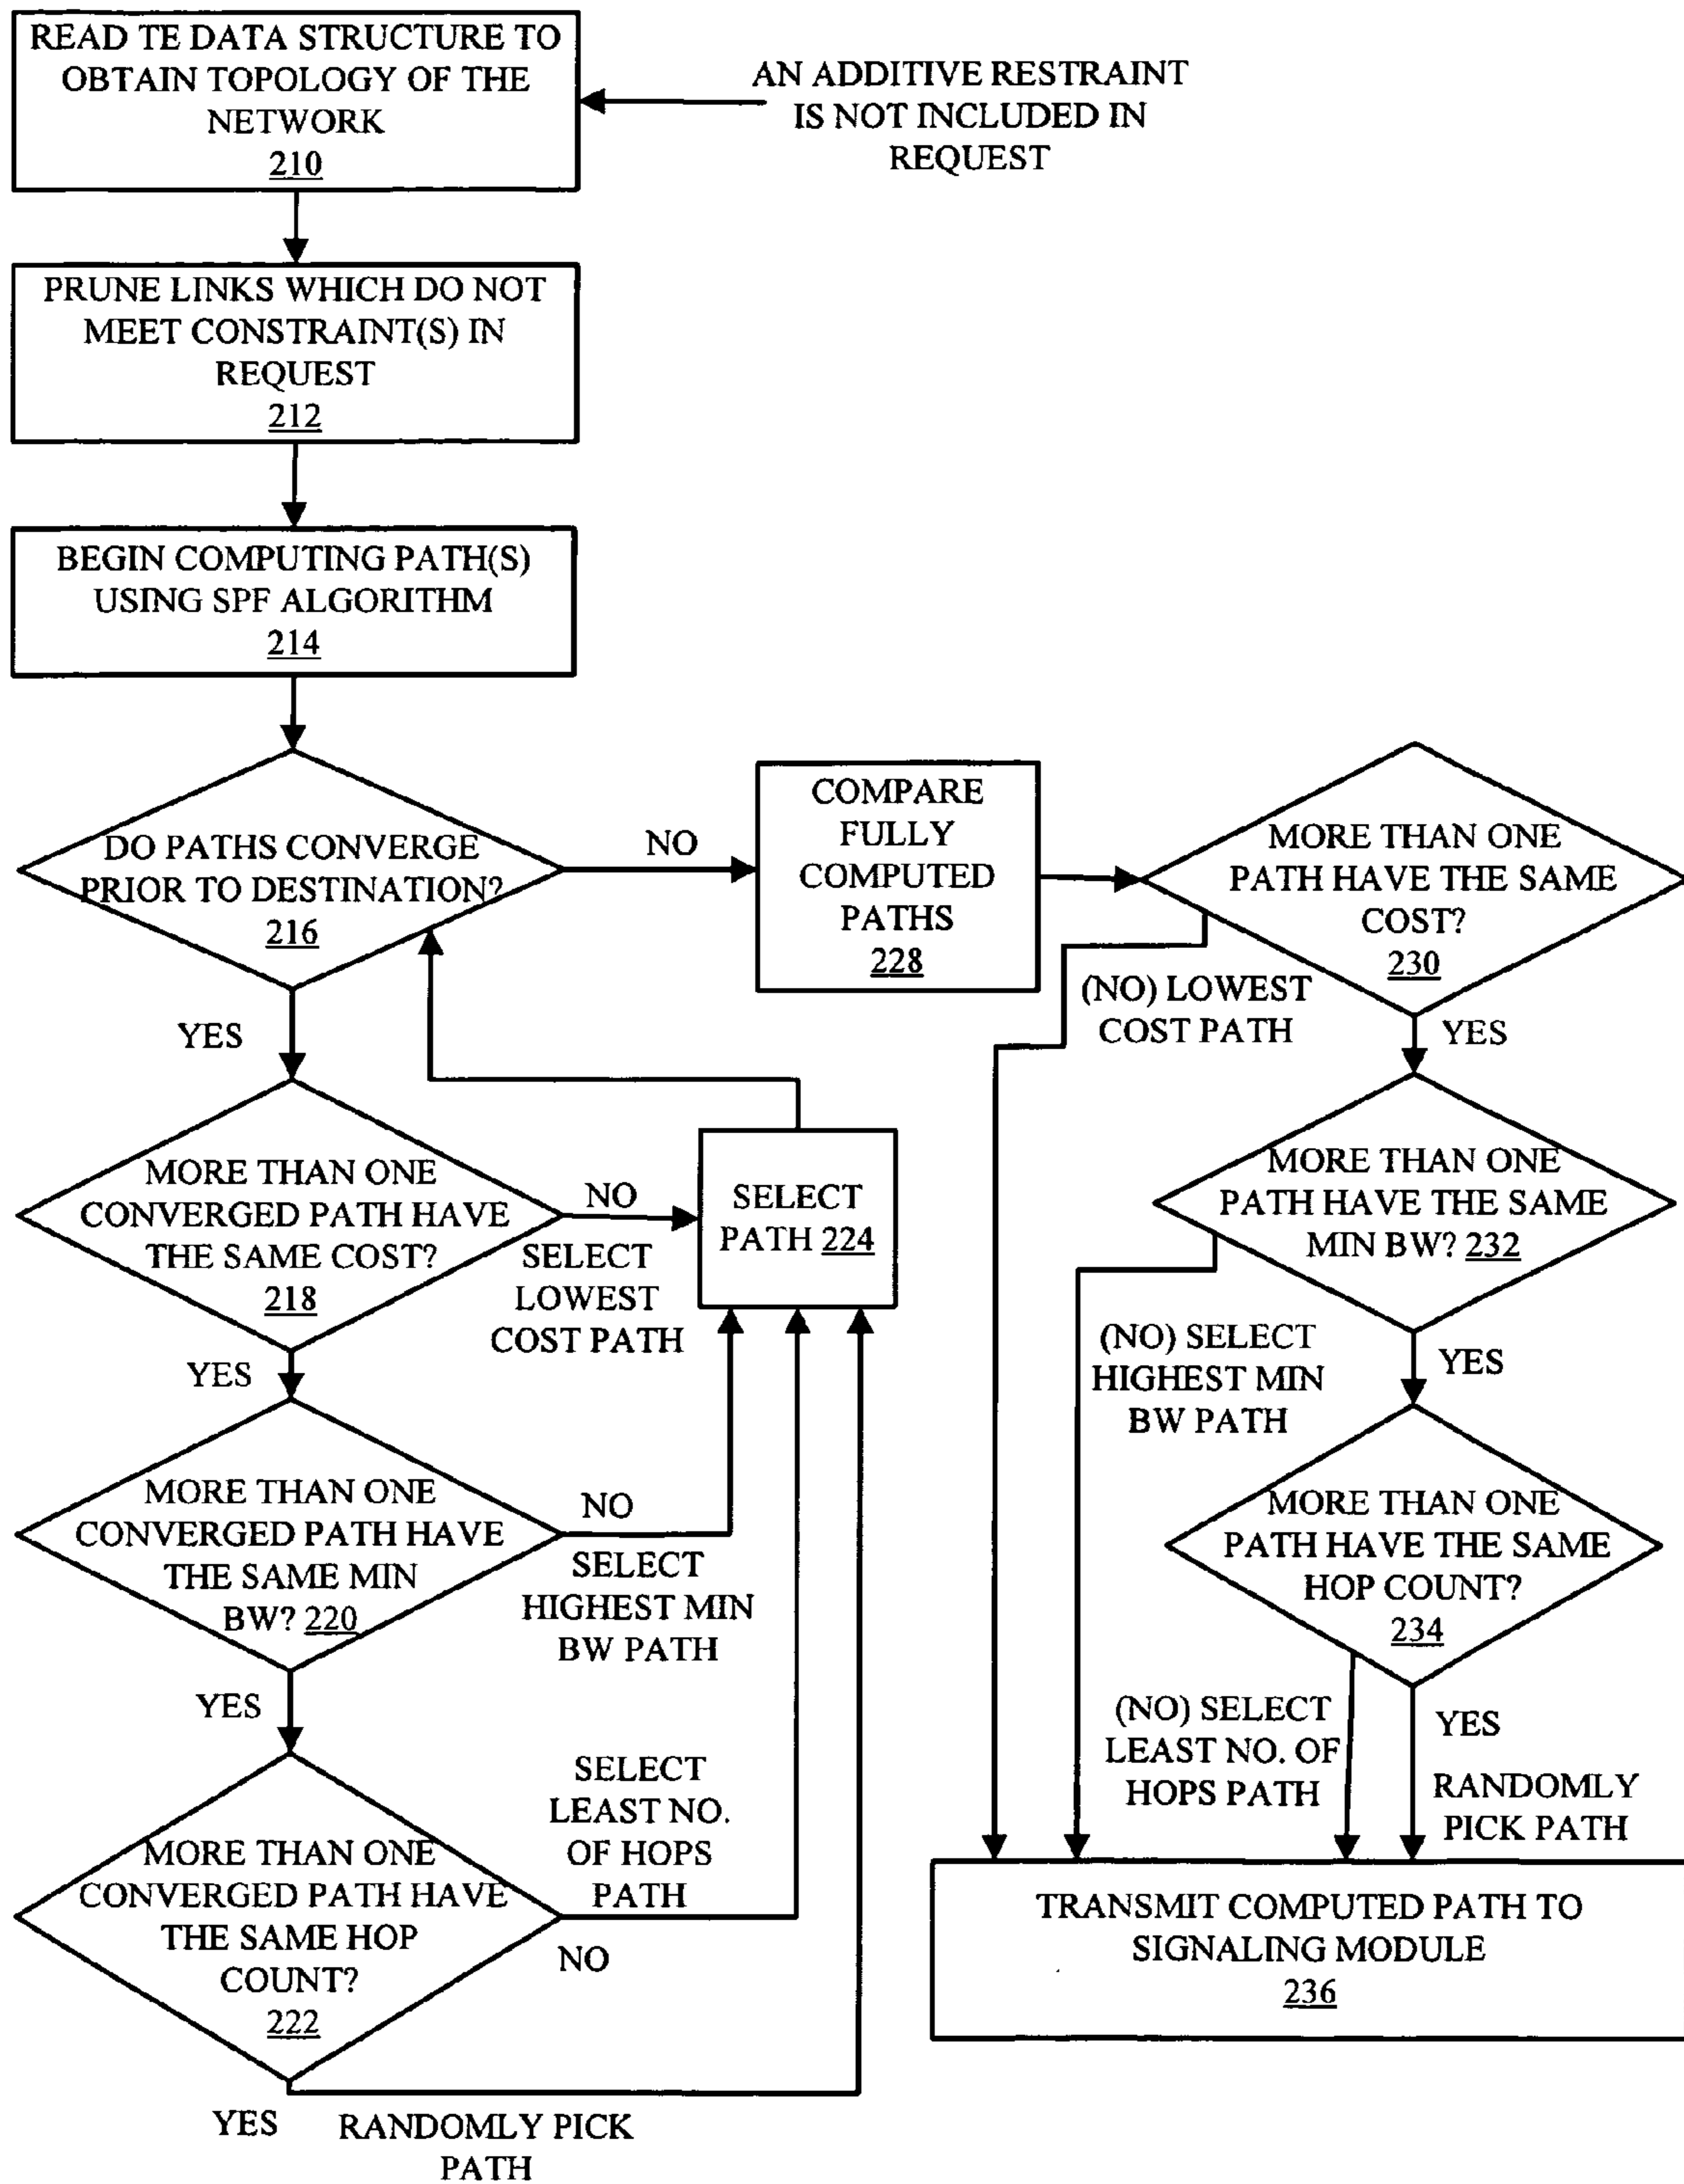 READ TE DATA STRUCTURE TO
OBTAIN TOPOLOGY OF THE
NETWORK
210
AN ADDITIVE RESTRAINT
IS NOT INCLUDED IN
REQUEST
PRUNE LINKS WHICH DO NOT
MEET CONSTRAINT(S) IN
REQUEST
212
BEGIN COMPUTING PATH(S)
USING SPF ALGORITHM
214
DO PATHS CONVERGE
PRIOR TO DESTINATION?
216
NO
YES
COMPARE
FULLY
COMPUTED
PATHS
228
MORE THAN ONE
PATH HAVE THE SAME
COST?
230
(NO) LOWEST
COST PATH
YES
MORE THAN ONE
CONVERGED PATH HAVE
THE SAME COST?
218
NO
SELECT
LOWEST
COST PATH
YES
SELECT
PATH 224
MORE THAN ONE
PATH HAVE THE SAME
MIN BW? 232
(NO) SELECT
HIGHEST MIN
BW PATH
YES
MORE THAN ONE
CONVERGED PATH HAVE
THE SAME MIN
BW? 220
NO
SELECT
HIGHEST MIN
BW PATH
YES
MORE THAN ONE
PATH HAVE THE SAME
HOP COUNT?
234
(NO) SELECT
LEAST NO. OF
HOPS PATH
YES
RANDOMLY
PICK PATH
MORE THAN ONE
CONVERGED PATH HAVE
THE SAME HOP
COUNT?
222
SELECT
LEAST NO.
OF HOPS
PATH
NO
YES
RANDOMLY PICK
PATH
TRANSMIT COMPUTED PATH TO
SIGNALING MODULE
236